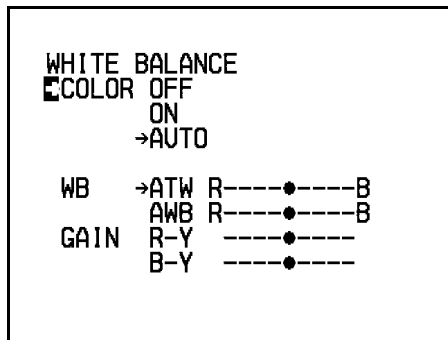 WHITE BALANCE
➡COLOR OFF
ON
→AUTO
WB →ATW R----●----B
AWB R----●----B
GAIN R-Y ----●----
B-Y ----●----